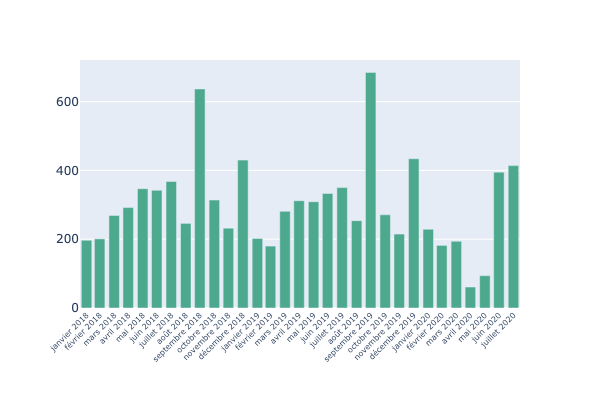 600
400
200
0
janvier 2018
février 2018
mars 2018
avril 2018
mai 2018
juin 2018
juillet 2018
août 2018
septembre 2018
octobre 2018
novembre 2018
décembre 2018
janvier 2019
février 2019
mars 2019
avril 2019
mai 2019
juin 2019
juillet 2019
août 2019
septembre 2019
octobre 2019
novembre 2019
décembre 2019
janvier 2020
février 2020
mars 2020
avril 2020
mai 2020
juin 2020
juillet 2020